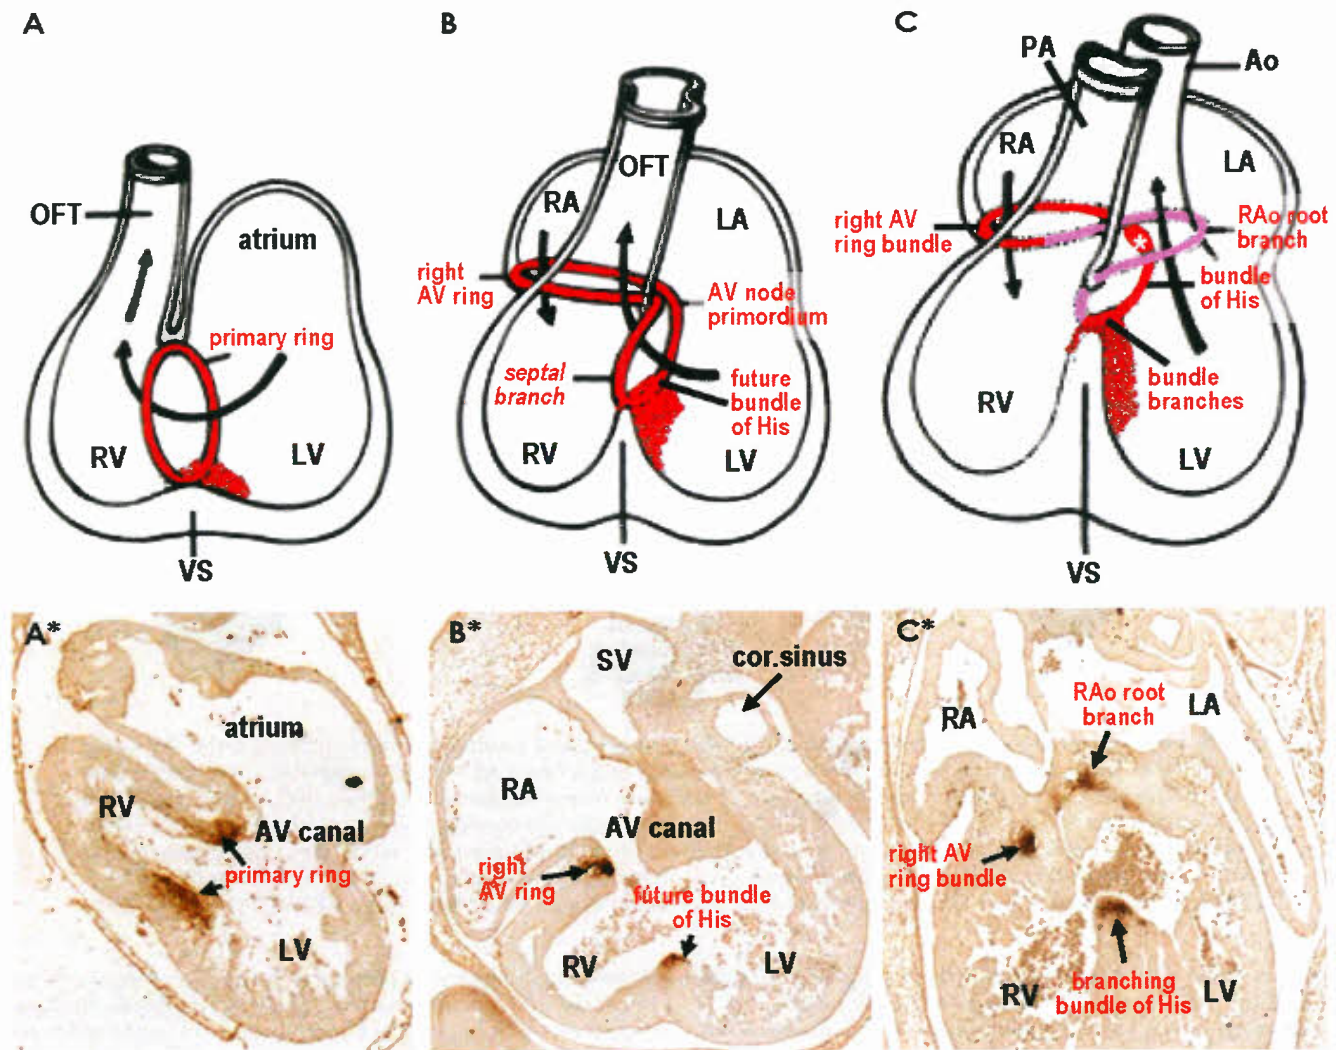 A
OFT
atrium
primary ring
RV
LV
VS
B
OFT
RA
LA
right
AV ring
AV node
primordium
septal
branch
future
bundle
of His
RV
LV
VS
C
PA
Ao
RA
LA
right AV
ring bundle
RAo root
branch
*
bundle
of His
bundle
branches
RV
LV
VS
A*
atrium
RV
AV canal
primary ring
LV
B*
SV
cor.sinus
RA
AV canal
right
AV ring
future bundle
of His
RV
LV
C*
RAo root
branch
LA
RA
right AV
ring bundle
branching
bundle of His
RV
LV